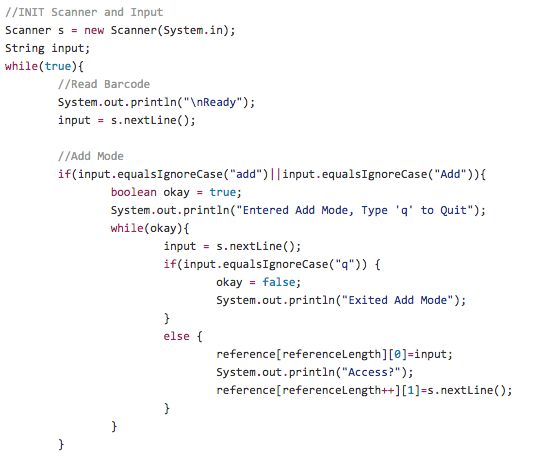 //INIT Scanner and Input
Scanner s = new Scanner(System.in);
String input;
while(true){
        //Read Barcode
        System.out.println("\nReady");
        input = s.nextLine();

        //Add Mode
        if(input.equalsIgnoreCase("add")||input.equalsIgnoreCase("Add")){
                boolean okay = true;
                System.out.println("Entered Add Mode, Type 'q' to Quit");
                while(okay){
                        input = s.nextLine();
                        if(input.equalsIgnoreCase("q")) {
                                okay = false;
                                System.out.println("Exited Add Mode");
                        }
                        else {
                                reference[referenceLength][0]=input;
                                System.out.println("Access?");
                                reference[referenceLength++][1]=s.nextLine();
                        }
                }
        }